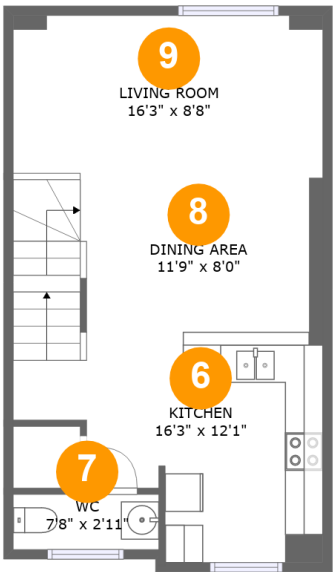 9
LIVING ROOM
16'3" x 8'8"
8
DINING AREA
11'9" x 8'0"
6
KITCHEN
16'3" x 12'1"
7
WC
7'8" x 2'11"